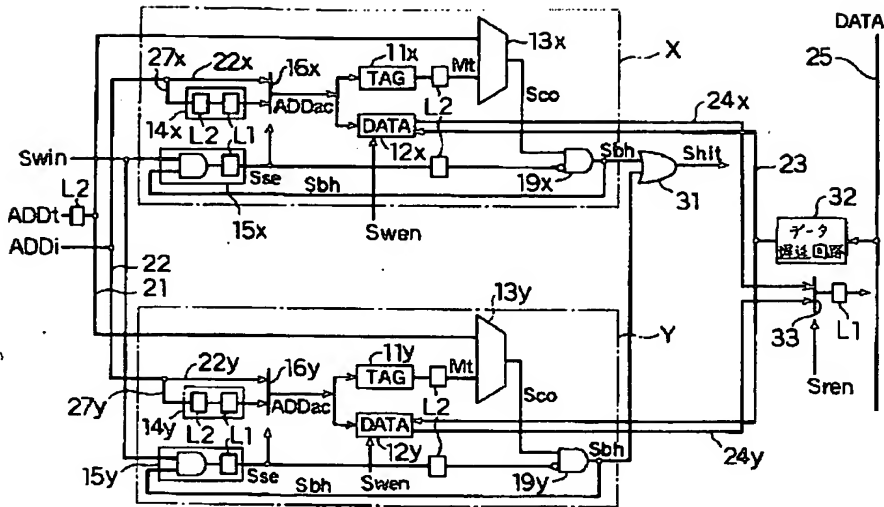 DATA
13x
X
11x
27x
22x
16x
TAG
Mt
25
L2
24x
14x
L2
L1
ADDac
DATA
Sco
Swin
12x
Sbh
Shit
23
Sse
Sbh
19x
31
L2
ADDt
15x
Swen
32
ADDi
データ
遅延回路
22
21
13y
33
L1
Y
11y
22y
16y
TAG
Mt
Sren
27y
L2
14y
L2
L1
ADDac
DATA
Sco
12y
Sbh
24y
15y
Sse
Sbh
Swen
19y